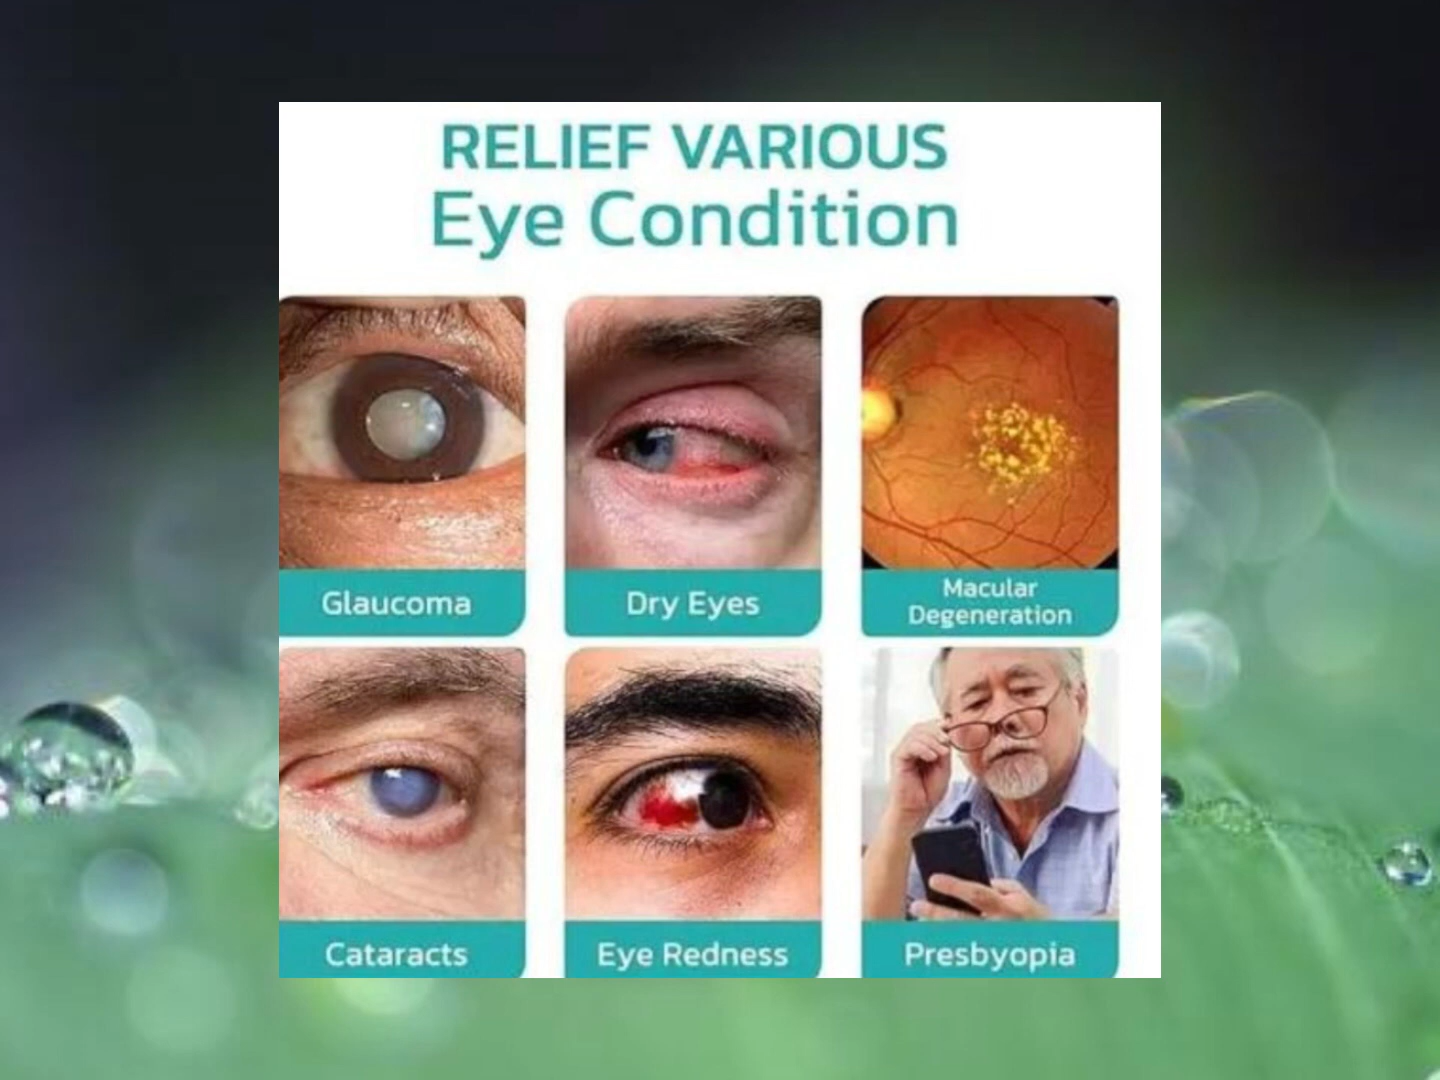 RELIEF VARIOUS
Eye Condition
Glaucoma
Dry Eyes
Macular
Degeneration
Cataracts
Eye Redness
Presbyopia